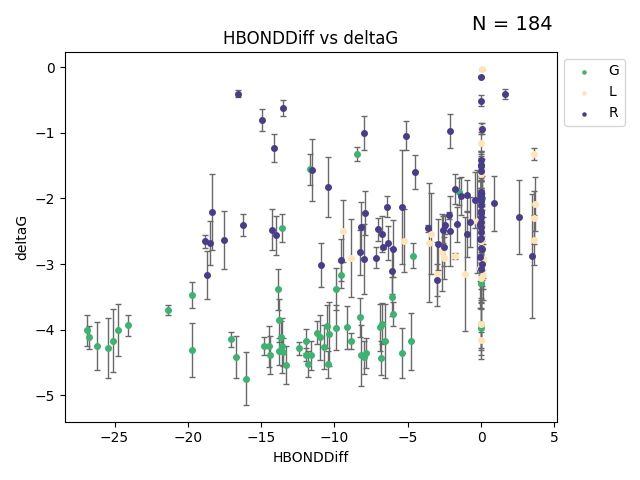 N = 184
HBONDDiff vs deltaG
G
L
R
deltaG
0
−1
−2
−3
−4
−5
−25
−20
−15
−10
−5
0
5
HBONDDiff